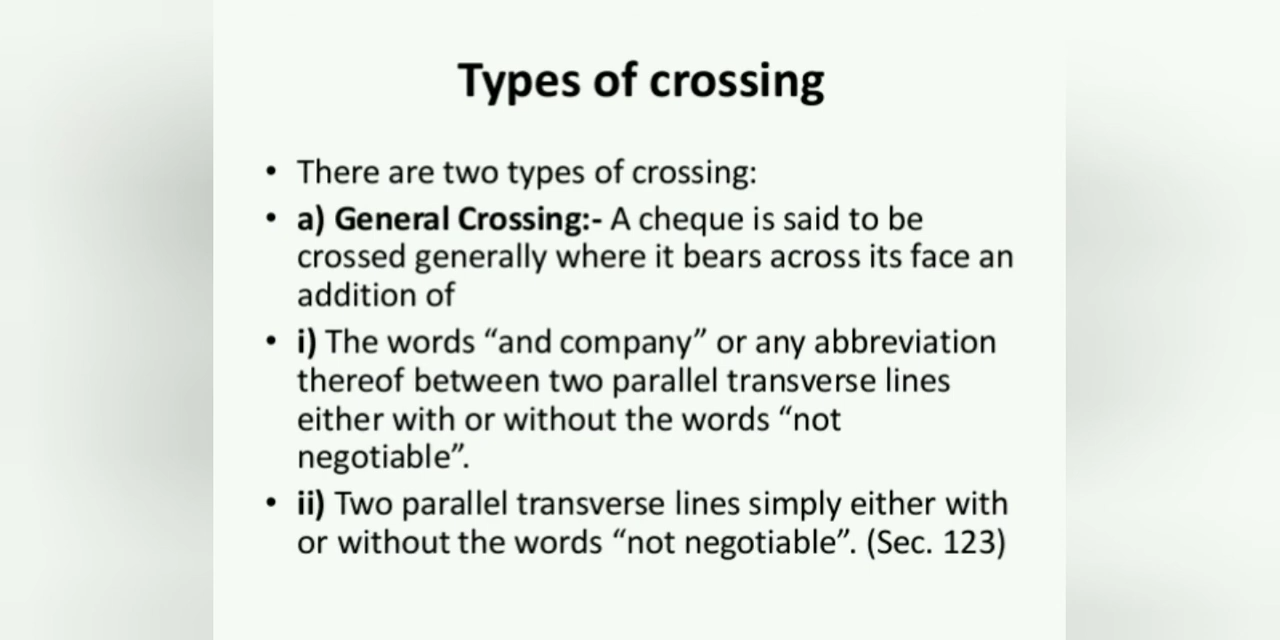 Types of crossing
• There are two types of crossing:
• a) General Crossing:- A cheque is said to be
crossed generally where it bears across its face an
addition of
• i) The words “and company” or any abbreviation
thereof between two parallel transverse lines
either with or without the words “not
negotiable”.
• ii) Two parallel transverse lines simply either with
or without the words “not negotiable”. (Sec. 123)